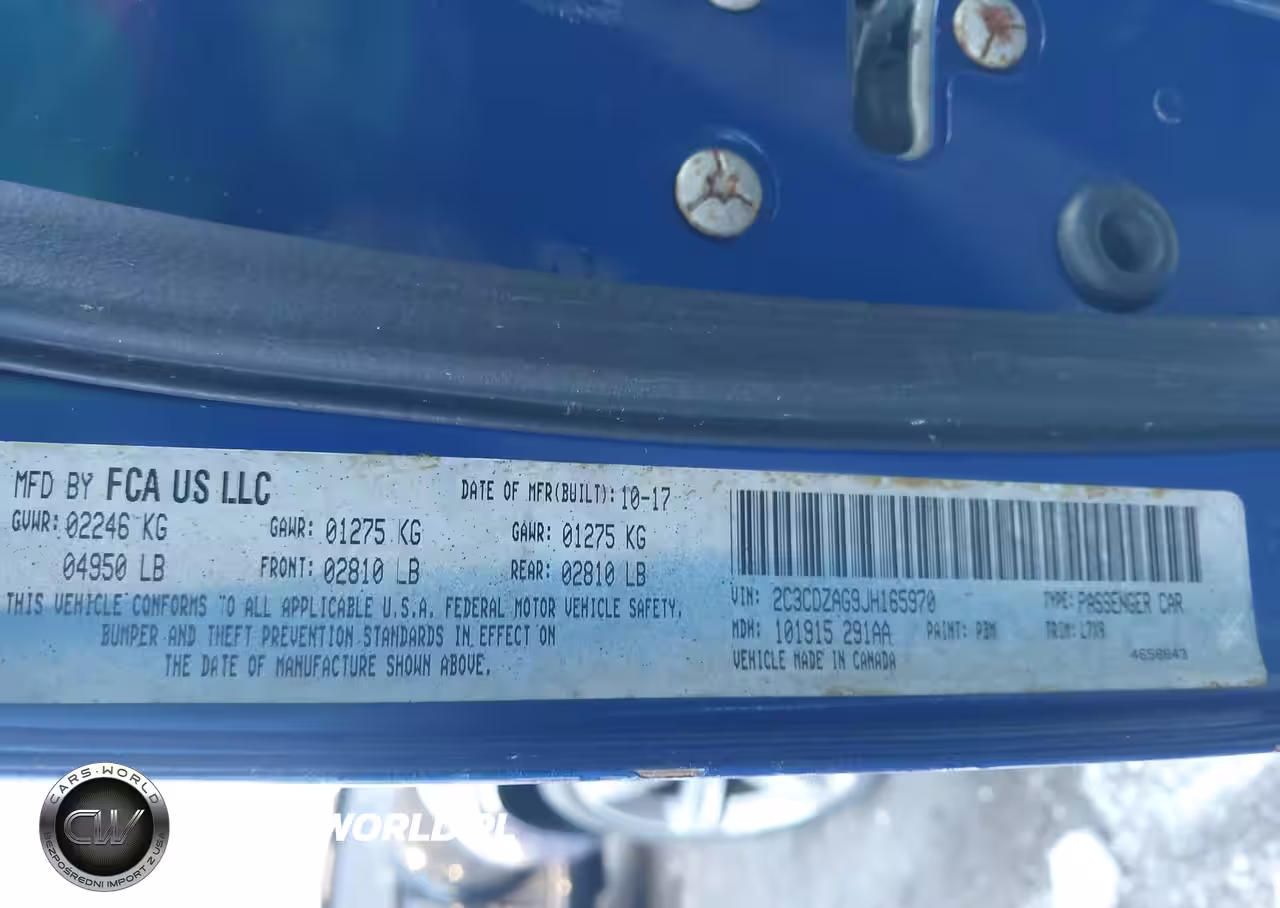 MFD BY FCA US LLC
DATE OF MFR(BUILT): 10-17
GVWR: 02246 KG GAWR: 01275 KG GAWR: 01275 KG
04950 LB FRONT: 02810 LB REAR: 02810 LB
THIS VEHICLE CONFORMS TO ALL APPLICABLE U.S.A. FEDERAL MOTOR VEHICLE SAFETY,
BUMPER AND THEFT PREVENTION STANDARDS IN EFFECT ON
THE DATE OF MANUFACTURE SHOWN ABOVE.
VIN: 2C3CDZAG9JH165970 TYPE: PASSENGER CAR
MDH: 101915 291AA PAINT: PBM TRIM: L7X9
VEHICLE MADE IN CANADA
4658843
CARS-WORLD
CW
BEZPOŚREDNI IMPORT Z USA
WORLD.PL